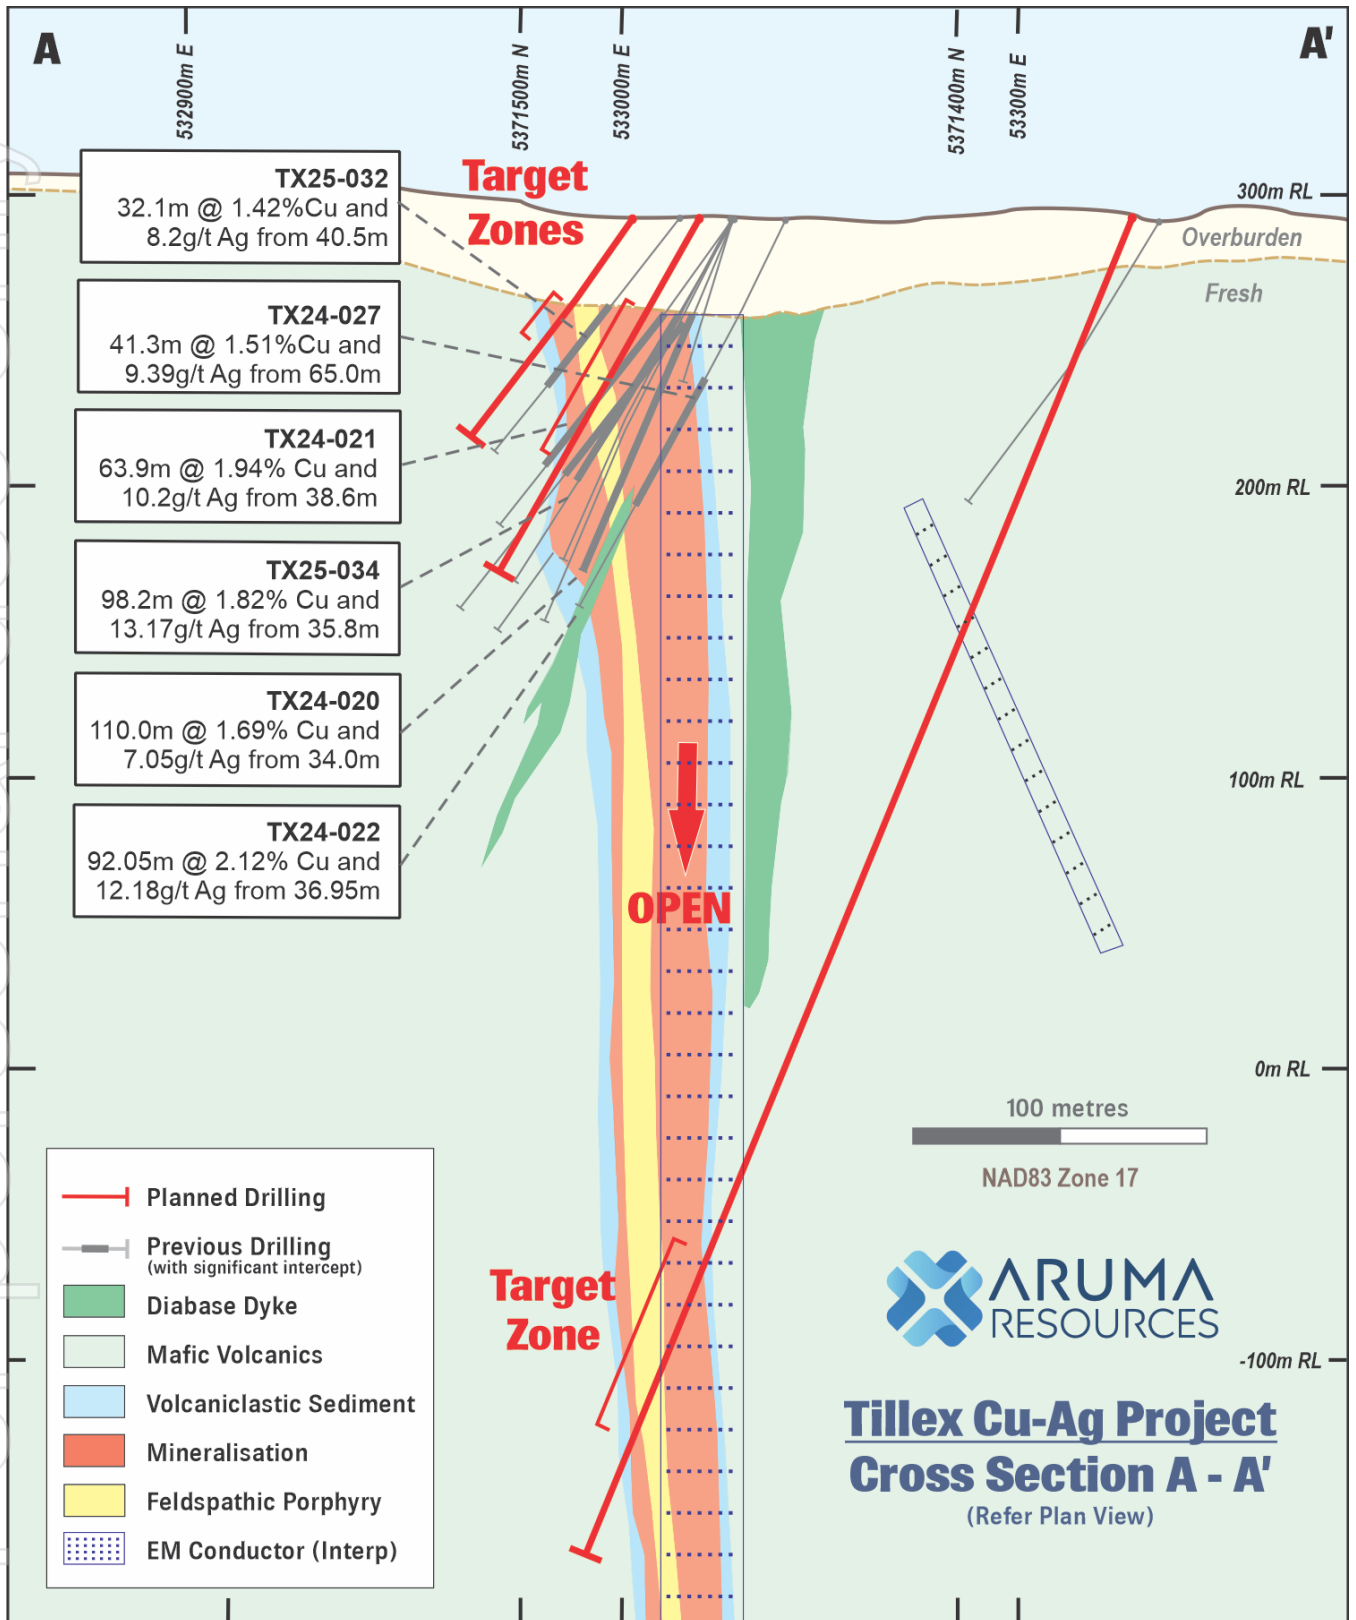 A
A'
532900m E
5371500m N
533000m E
5371400m N
53300m E
TX25-032
32.1m @ 1.42%Cu and
8.2g/t Ag from 40.5m
TX24-027
41.3m @ 1.51%Cu and
9.39g/t Ag from 65.0m
TX24-021
63.9m @ 1.94% Cu and
10.2g/t Ag from 38.6m
TX25-034
98.2m @ 1.82% Cu and
13.17g/t Ag from 35.8m
TX24-020
110.0m @ 1.69% Cu and
7.05g/t Ag from 34.0m
TX24-022
92.05m @ 2.12% Cu and
12.18g/t Ag from 36.95m
Target
Zones
300m RL
Overburden
Fresh
200m RL
100m RL
OPEN
0m RL
100 metres
NAD83 Zone 17
Planned Drilling
Previous Drilling
(with significant intercept)
Diabase Dyke
Mafic Volcanics
Volcaniclastic Sediment
Mineralisation
Feldspathic Porphyry
EM Conductor (Interp)
Target
Zone
ARUMA
RESOURCES
-100m RL
Tillex Cu-Ag Project
Cross Section A - A'
(Refer Plan View)